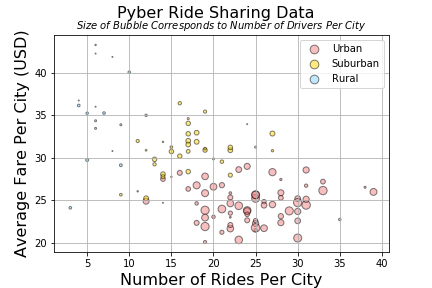 Pyber Ride Sharing Data
Size of Bubble Corresponds to Number of Drivers Per City
Average Fare Per City (USD)
40
35
30
25
20
Urban
Suburban
Rural
5 10 15 20 25 30 35 40
Number of Rides Per City